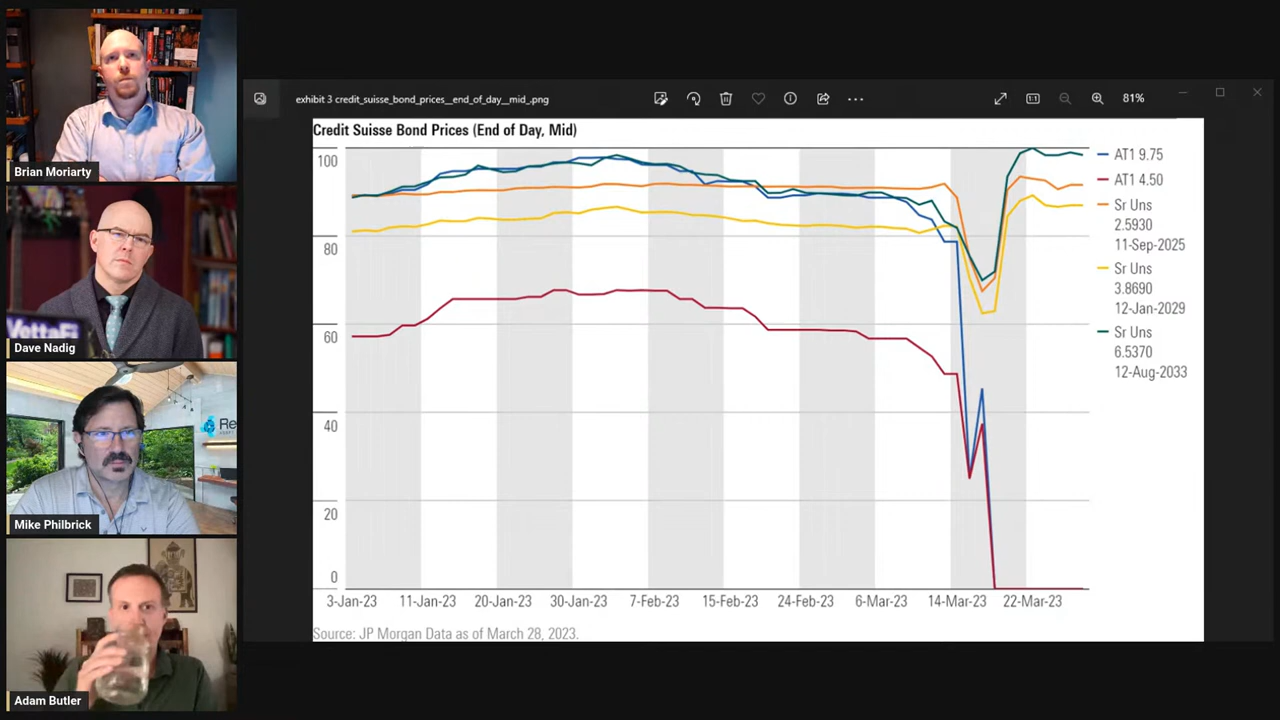 Brian Moriarty
VettaFi
Dave Nadig
Re
Mike Philbrick
Adam Butler
exhibit 3 credit_suisse_bond_prices__end_of_day__mid_.png
81%
Credit Suisse Bond Prices (End of Day, Mid)
100
80
60
40
20
0
3-Jan-23 11-Jan-23 20-Jan-23 30-Jan-23 7-Feb-23 15-Feb-23 24-Feb-23 6-Mar-23 14-Mar-23 22-Mar-23
AT1 9.75
AT1 4.50
Sr Uns
2.5930
11-Sep-2025
Sr Uns
3.8690
12-Jan-2029
Sr Uns
6.5370
12-Aug-2033
Source: JP Morgan Data as of March 28, 2023.